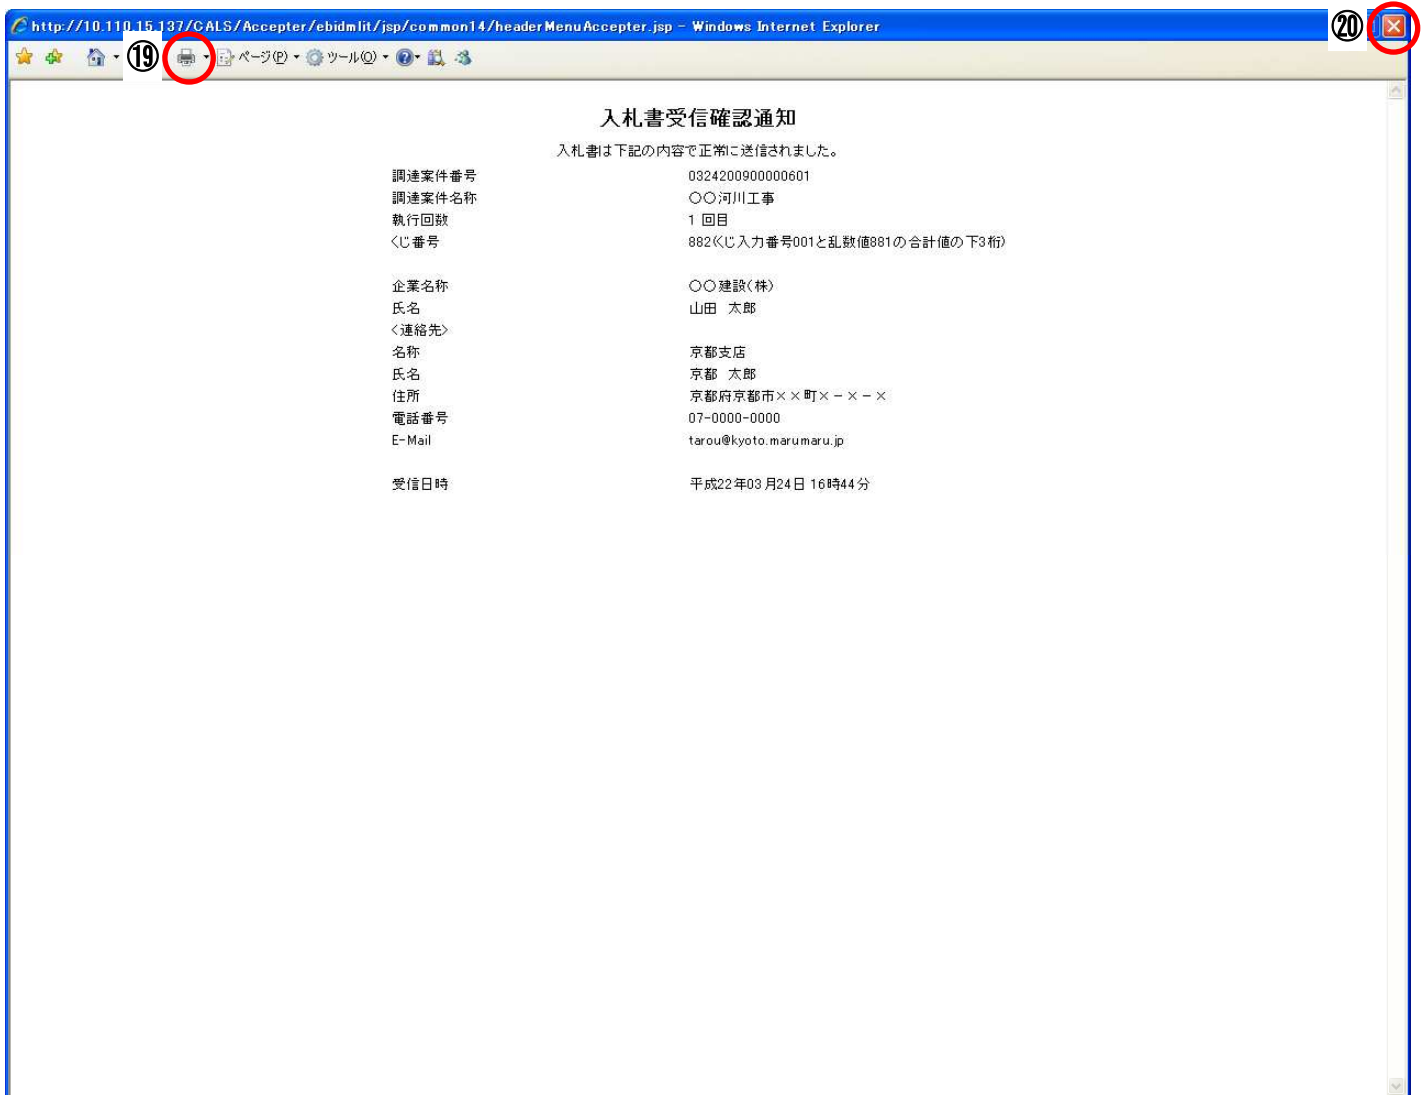 http://10.110.15.137/CALS/Accepter/ebidmlit/jsp/common14/headerMenuAccepter.jsp - Windows Internet Explorer
⑳
⑲
ページ(P) ツール(O)
入札書受信確認通知
入札書は下記の内容で正常に送信されました。
調達案件番号 0324200900000601
調達案件名称 〇〇河川工事
執行回数 1 回目
くじ番号 882(くじ入力番号001と乱数値881の合計値の下3桁)
企業名称 〇〇建設(株)
氏名 山田 太郎
<連絡先>
名称 京都支店
氏名 京都 太郎
住所 京都府京都市××町×-×-×
電話番号 07-0000-0000
E-Mail tarou@kyoto.marumaru.jp
受信日時 平成22年03月24日 16時44分